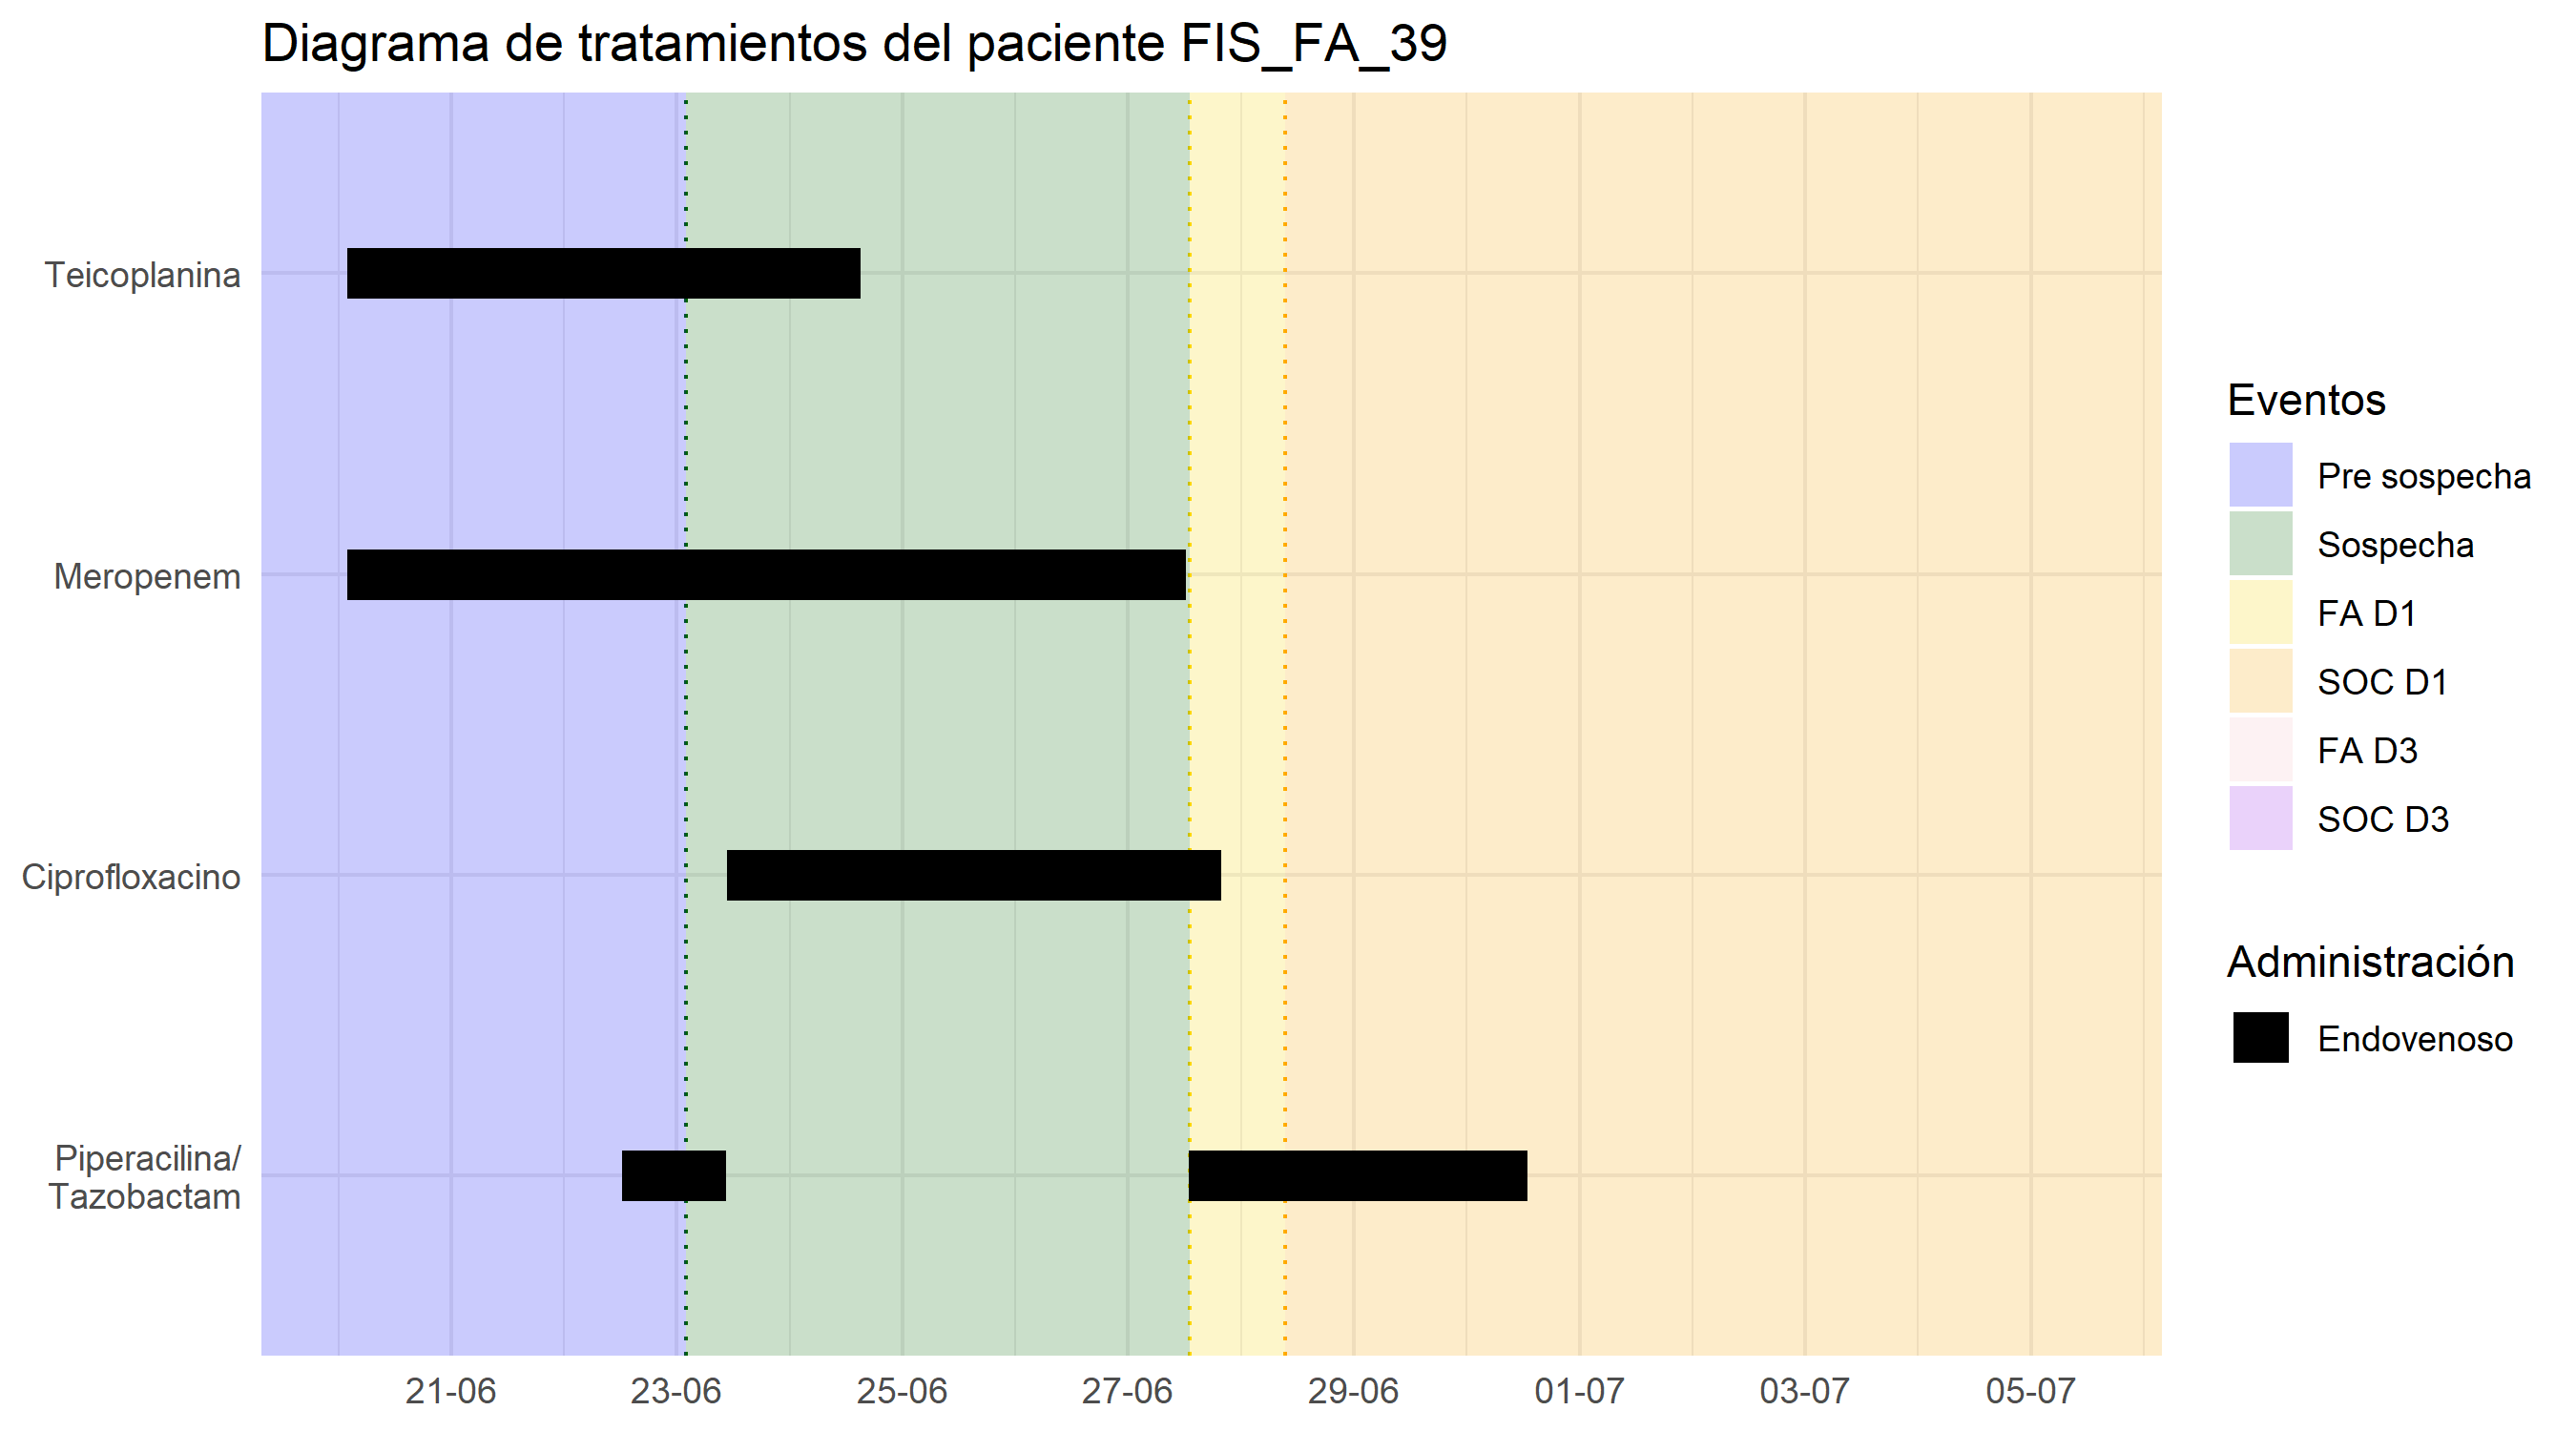 Diagrama de tratamientos del paciente FIS_FA_39
Teicoplanina
Meropenem
Ciprofloxacino
Piperacilina/
Tazobactam
21-06
23-06
25-06
27-06
29-06
01-07
03-07
05-07
Eventos
Pre sospecha
Sospecha
FA D1
SOC D1
FA D3
SOC D3
Administración
Endovenoso